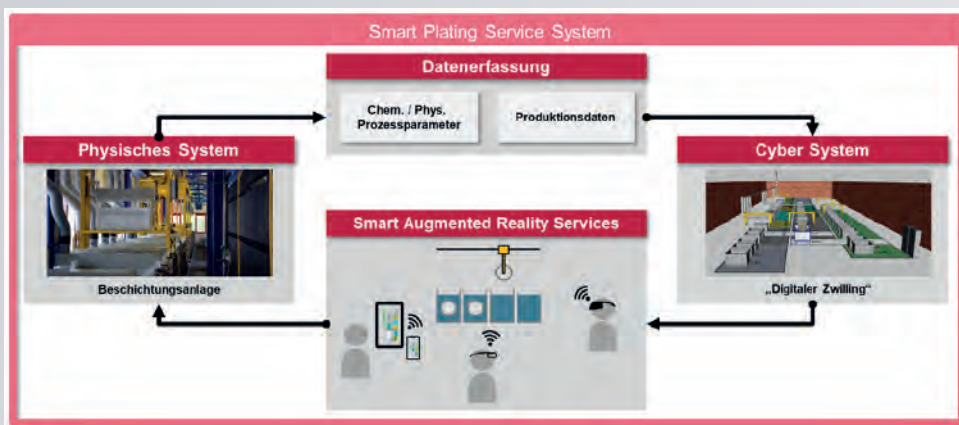 Smart Plating Service System
Datenerfassung
Chem. / Phys.
Prozessparameter
Produktionsdaten
Physisches System
Beschichtungsanlage
Cyber System
„Digitaler Zwilling“
Smart Augmented Reality Services